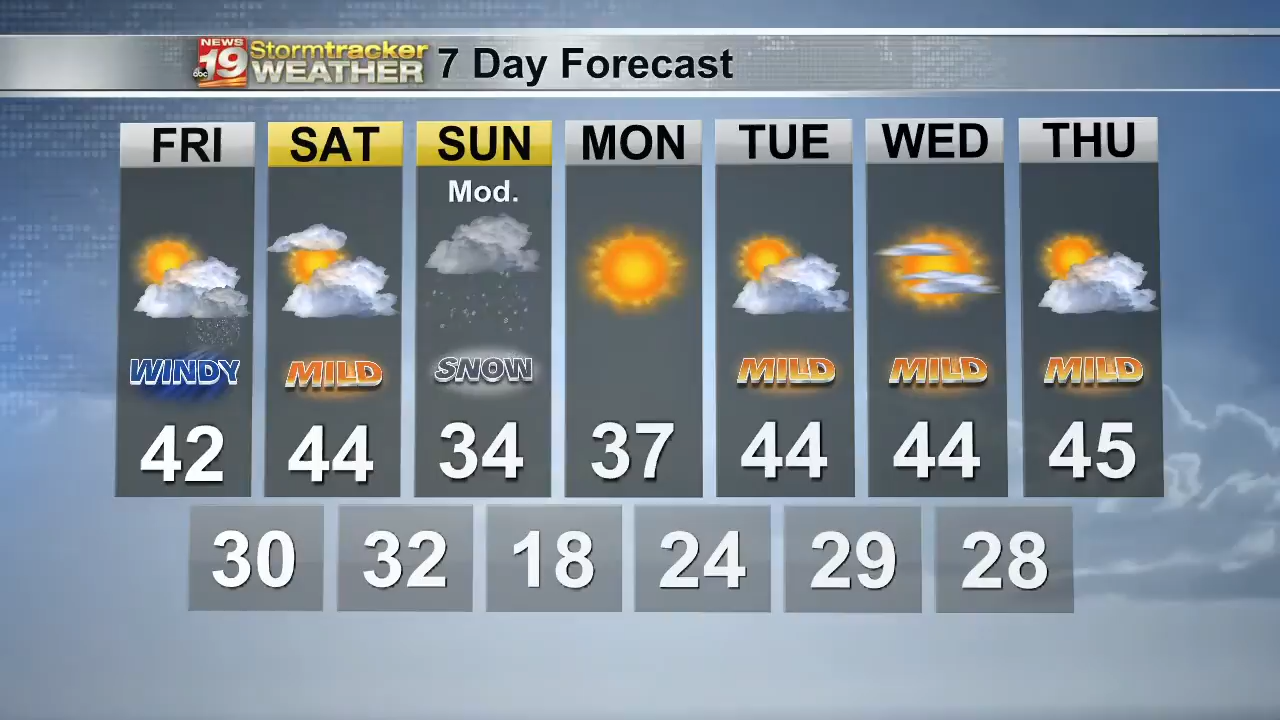 NEWS
abc 19
Stormtracker
WEATHER
7 Day Forecast
FRI SAT SUN MON TUE WED THU
Mod.
WINDY MILD SNOW MILD MILD MILD
42 44 34 37 44 44 45
30 32 18 24 29 28